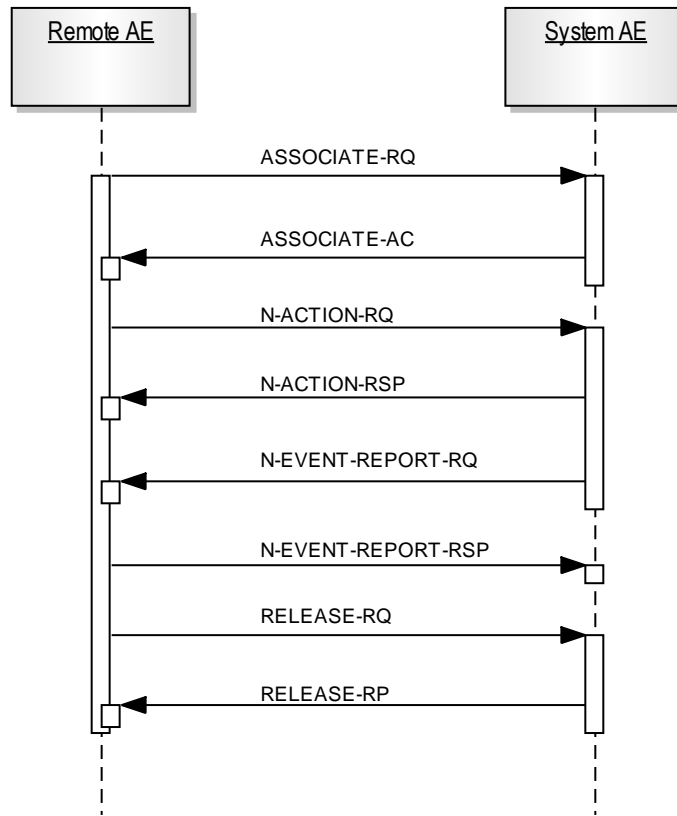 Remote AE
System AE
ASSOCIATE-RQ
ASSOCIATE-AC
N-ACTION-RQ
N-ACTION-RSP
N-EVENT-REPORT-RQ
N-EVENT-REPORT-RSP
RELEASE-RQ
RELEASE-RP